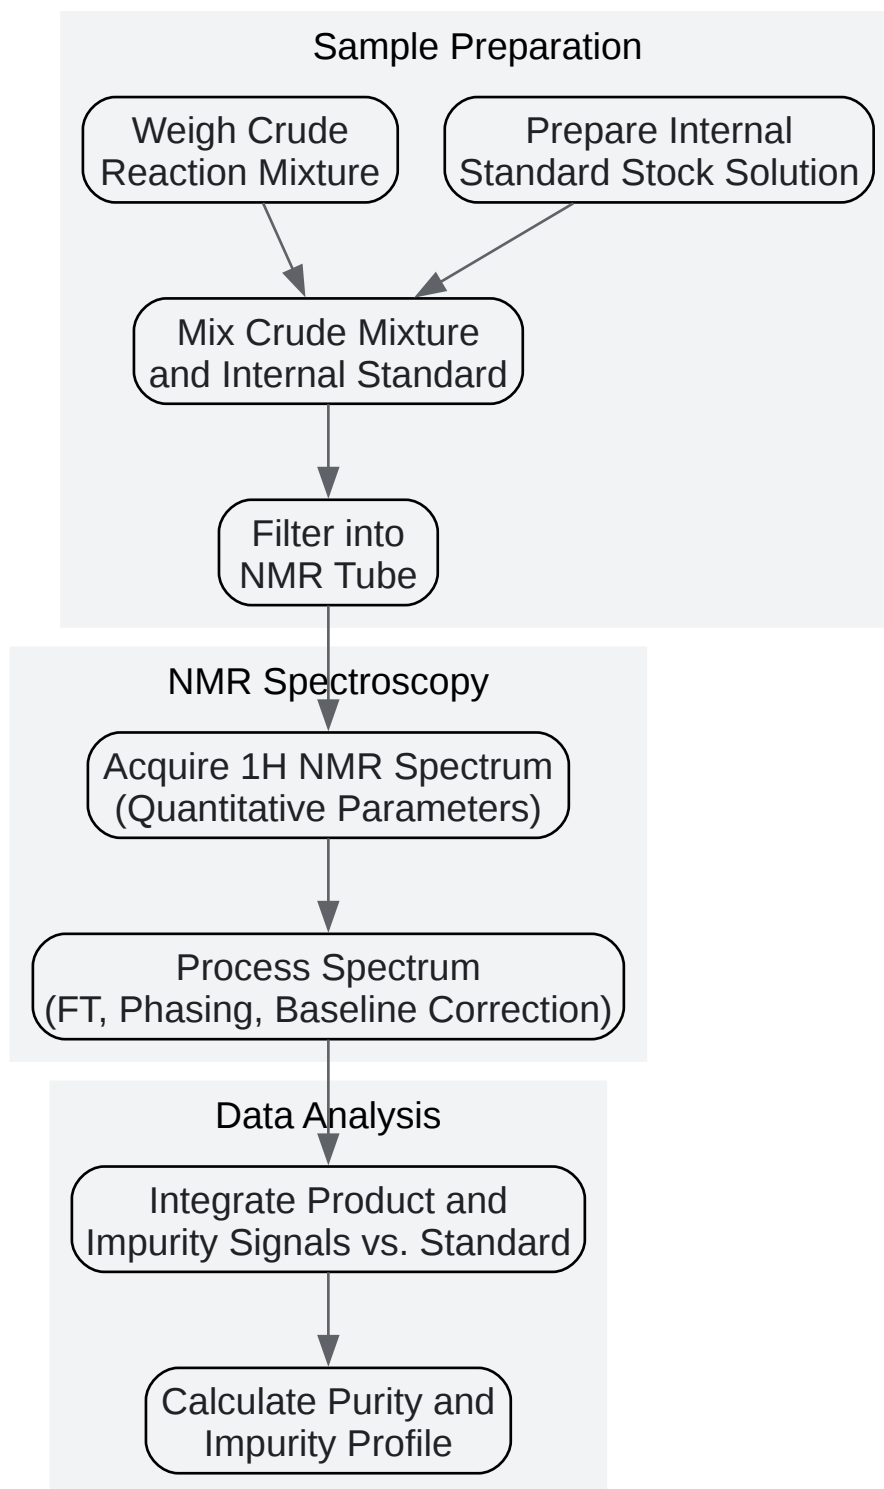 Sample Preparation
Weigh Crude
Reaction Mixture
Prepare Internal
Standard Stock Solution
Mix Crude Mixture
and Internal Standard
Filter into
NMR Tube
NMR Spectroscopy
Acquire 1H NMR Spectrum
(Quantitative Parameters)
Process Spectrum
(FT, Phasing, Baseline Correction)
Data Analysis
Integrate Product and
Impurity Signals vs. Standard
Calculate Purity and
Impurity Profile